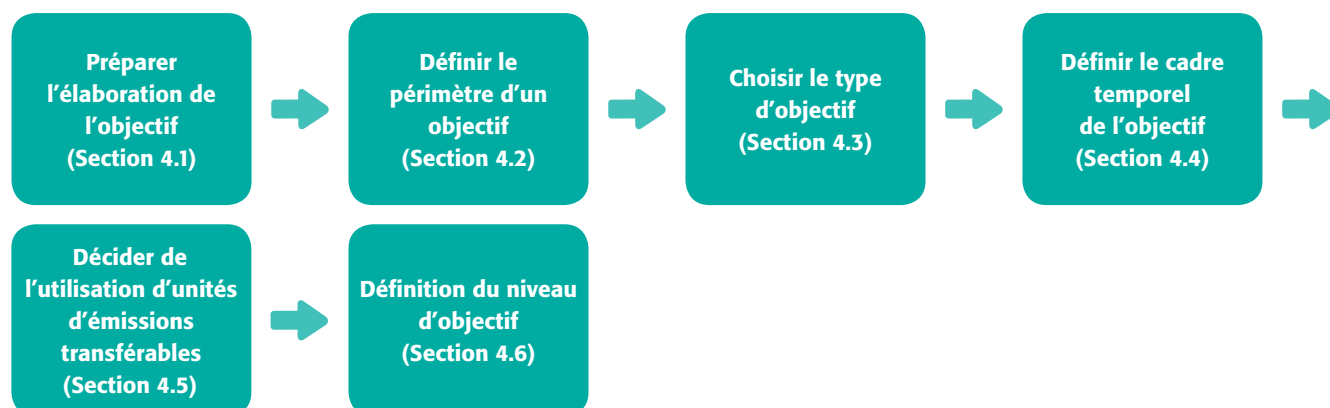 Préparer
l’élaboration de
l’objectif
(Section 4.1)
Définir le
périmètre d’un
objectif
(Section 4.2)
Choisir le type
d’objectif
(Section 4.3)
Définir le cadre
temporel
de l’objectif
(Section 4.4)
Décider de
l’utilisation d’unités
d’émissions
transférables
(Section 4.5)
Définition du niveau
d’objectif
(Section 4.6)